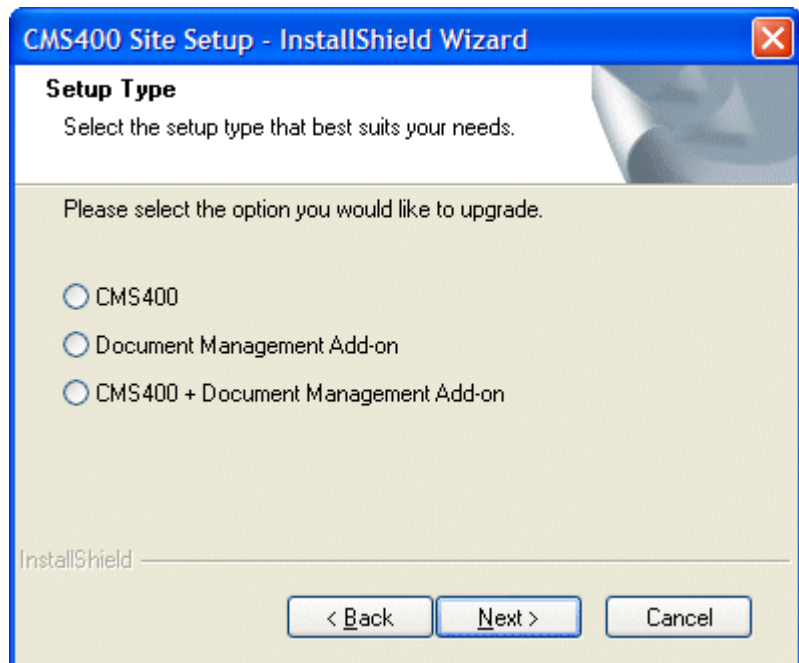 CMS400 Site Setup - InstallShield Wizard
Setup Type
Select the setup type that best suits your needs.
Please select the option you would like to upgrade.
CMS400
Document Management Add-on
CMS400 + Document Management Add-on
InstallShield
< Back Next > Cancel